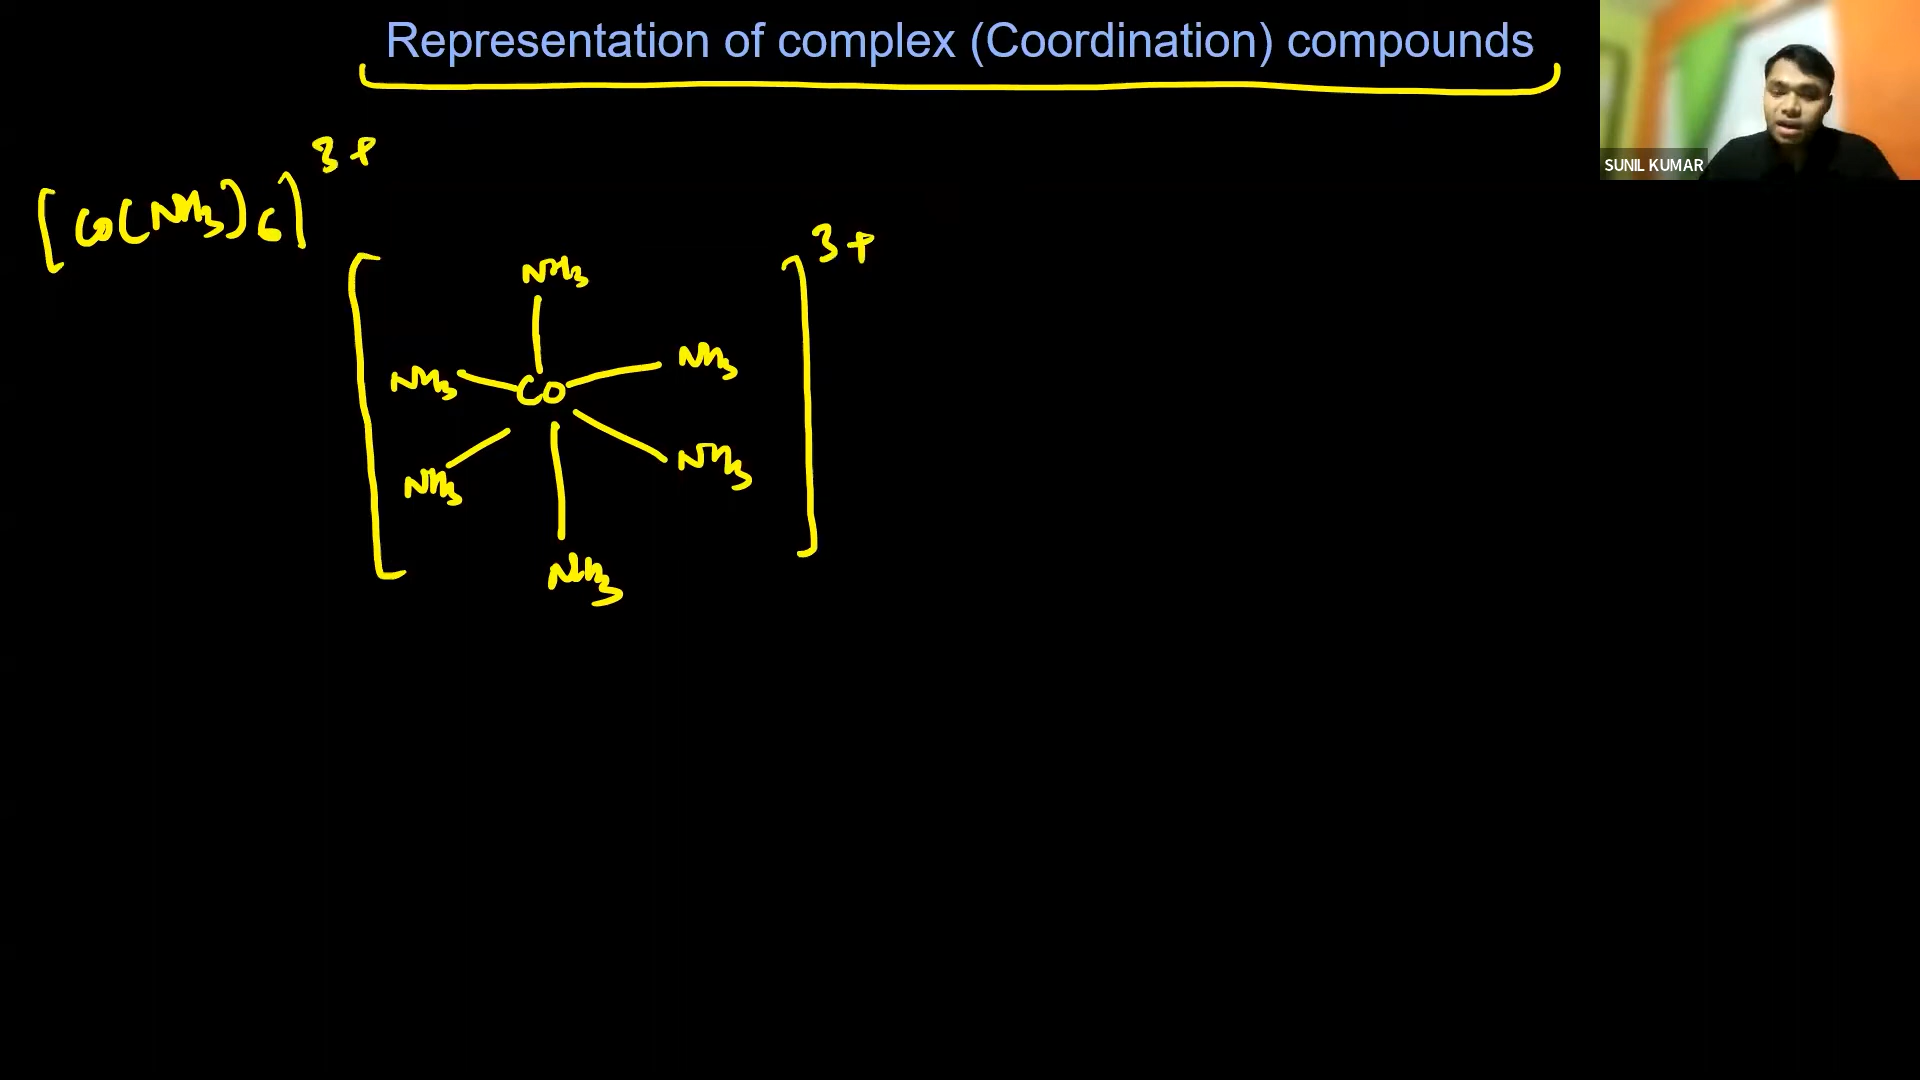 Representation of complex (Coordination) compounds
SUNIL KUMAR
[Co(NH3)6]3+
3+
NH3
NH3
NH3
Co
NH3
NH3
NH3